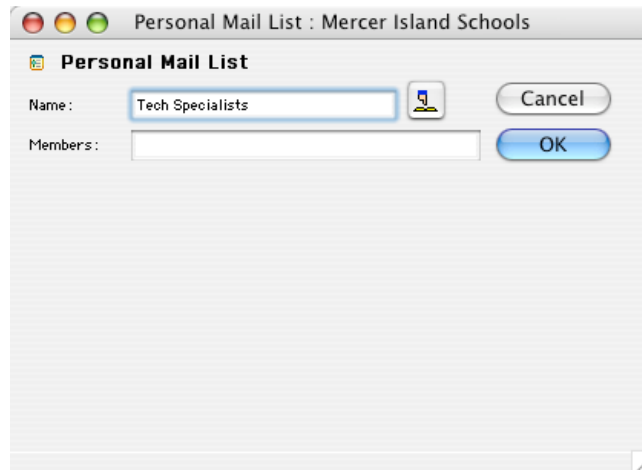 Personal Mail List : Mercer Island Schools
Personal Mail List
Name: Tech Specialists Cancel
Members: OK